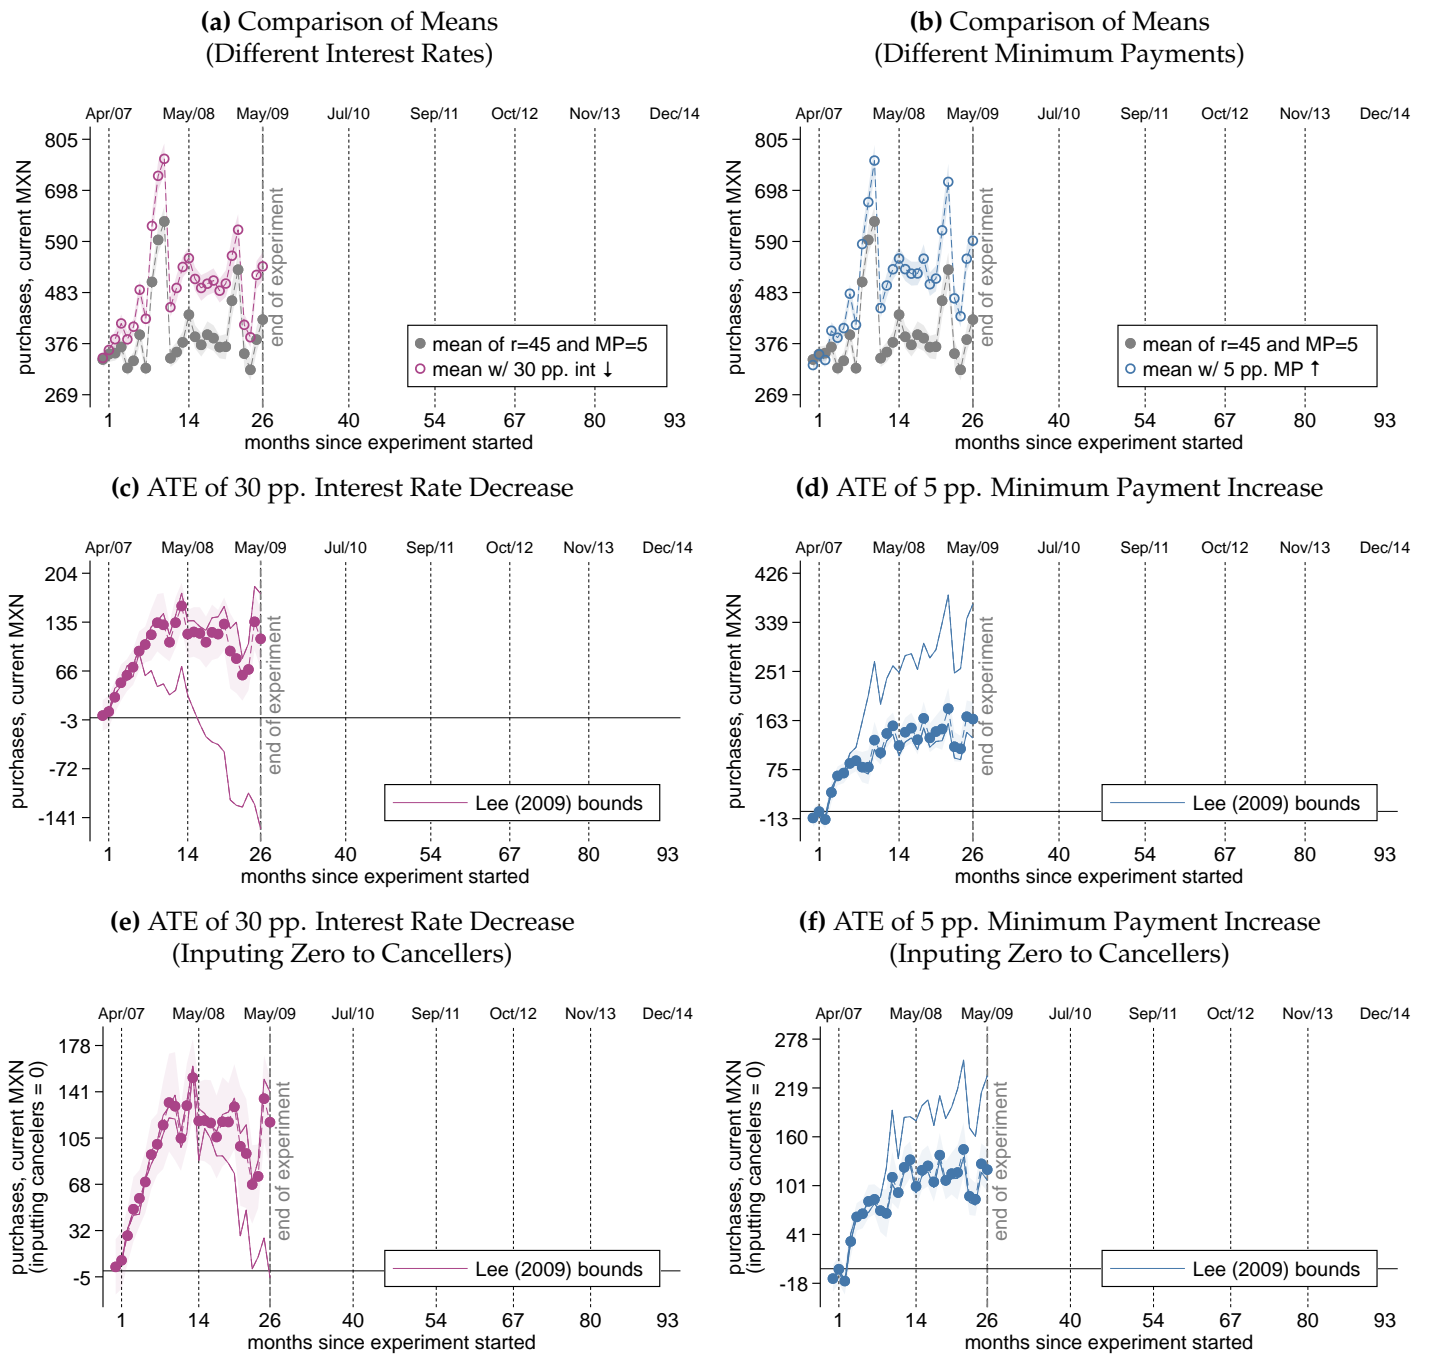 (a) Comparison of Means
(Different Interest Rates)
Apr/07 May/08 May/09 Jul/10 Sep/11 Oct/12 Nov/13 Dec/14
purchases, current MXN
805
698
590
483
376
269
end of experiment
mean of r=45 and MP=5
mean w/ 30 pp. int ↓
1 14 26 40 54 67 80 93
months since experiment started
(b) Comparison of Means
(Different Minimum Payments)
Apr/07 May/08 May/09 Jul/10 Sep/11 Oct/12 Nov/13 Dec/14
purchases, current MXN
805
698
590
483
376
269
end of experiment
mean of r=45 and MP=5
mean w/ 5 pp. MP ↑
1 14 26 40 54 67 80 93
months since experiment started
(c) ATE of 30 pp. Interest Rate Decrease
Apr/07 May/08 May/09 Jul/10 Sep/11 Oct/12 Nov/13 Dec/14
purchases, current MXN
204
135
66
-3
-72
-141
end of experiment
Lee (2009) bounds
1 14 26 40 54 67 80 93
months since experiment started
(d) ATE of 5 pp. Minimum Payment Increase
Apr/07 May/08 May/09 Jul/10 Sep/11 Oct/12 Nov/13 Dec/14
purchases, current MXN
426
339
251
163
75
-13
end of experiment
Lee (2009) bounds
1 14 26 40 54 67 80 93
months since experiment started
(e) ATE of 30 pp. Interest Rate Decrease
(Inputing Zero to Cancellers)
Apr/07 May/08 May/09 Jul/10 Sep/11 Oct/12 Nov/13 Dec/14
purchases, current MXN
(inputting cancelers = 0)
178
141
105
68
32
-5
end of experiment
Lee (2009) bounds
1 14 26 40 54 67 80 93
months since experiment started
(f) ATE of 5 pp. Minimum Payment Increase
(Inputing Zero to Cancellers)
Apr/07 May/08 May/09 Jul/10 Sep/11 Oct/12 Nov/13 Dec/14
purchases, current MXN
(inputting cancelers = 0)
278
219
160
101
41
-18
end of experiment
Lee (2009) bounds
1 14 26 40 54 67 80 93
months since experiment started